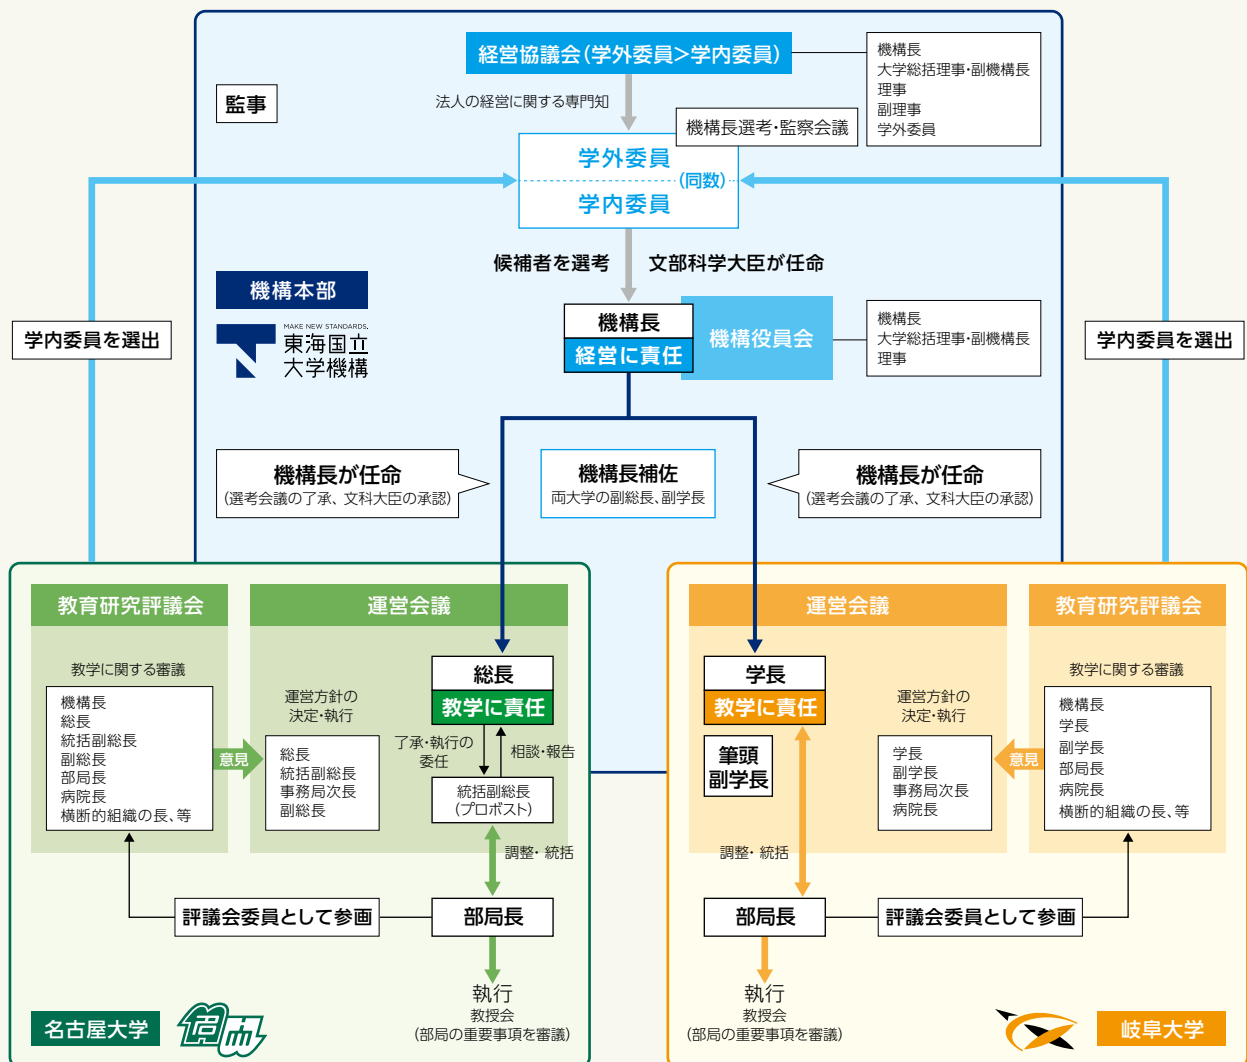 経営協議会(学外委員>学内委員)
機構長
大学総括理事・副機構長
理事
副理事
学外委員
監事
法人の経営に関する専門知
機構長選考・監察会議
学外委員
(同数)
学内委員
候補者を選考
文部科学大臣が任命
機構本部
MAKE NEW STANDARDS.
東海国立
大学機構
学内委員を選出
機構長
経営に責任
機構役員会
機構長
大学総括理事・副機構長
理事
学内委員を選出
機構長が任命
(選考会議の了承、文科大臣の承認)
機構長補佐
両大学の副総長、副学長
機構長が任命
(選考会議の了承、文科大臣の承認)
教育研究評議会
運営会議
教学に関する審議
機構長
総長
統括副総長
副総長
部局長
病院長
横断的組織の長、等
意見
運営方針の
決定・執行
総長
統括副総長
事務局次長
副総長
総長
教学に責任
了承・執行の
委任
相談・報告
統括副総長
(プロボスト)
調整・統括
評議会委員として参画
部局長
執行
教授会
(部局の重要事項を審議)
名古屋大学
名大
運営会議
教育研究評議会
学長
教学に責任
筆頭
副学長
運営方針の
決定・執行
学長
副学長
事務局次長
病院長
意見
教学に関する審議
機構長
学長
副学長
部局長
病院長
横断的組織の長、等
調整・統括
部局長
評議会委員として参画
執行
教授会
(部局の重要事項を審議)
岐阜大学